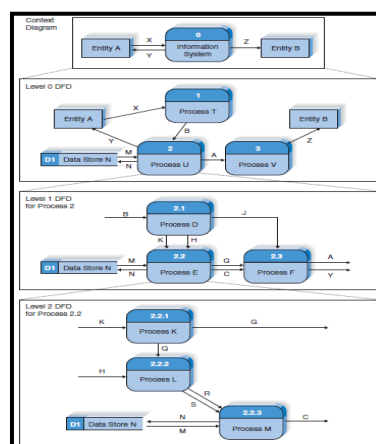 Context
Diagram
0
Entity A
X
Y
Information
System
Z
Entity B
Level 0 DFD
1
Entity A
X
Process T
Entity B
B
Y
2
3
Z
D1 Data Store N
M
N
Process U
A
Process V
Level 1 DFD
for Process 2
2.1
B
Process D
J
K
H
2.2
2.3
D1 Data Store N
M
N
Process E
G
C
Process F
A
Y
Level 2 DFD
for Process 2.2
2.2.1
K
Process K
G
Q
2.2.2
H
Process L
R
S
2.2.3
D1 Data Store N
N
M
Process M
C